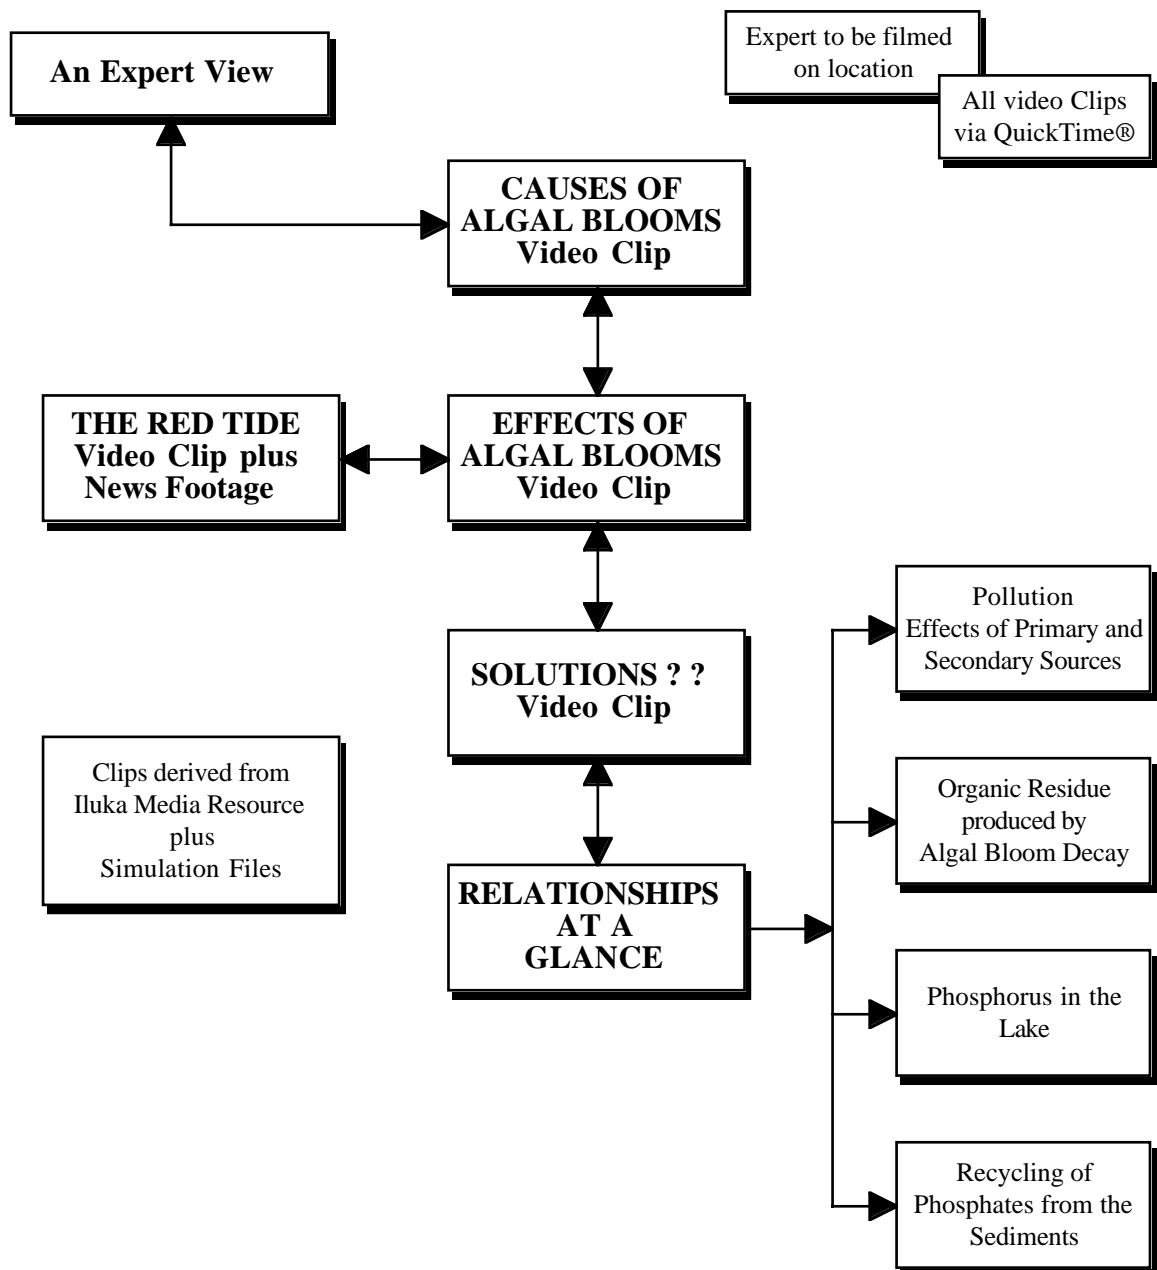 An Expert View
Expert to be filmed
on location
All video Clips
via QuickTime®
CAUSES OF
ALGAL BLOOMS
Video Clip
THE RED TIDE
Video Clip plus
News Footage
EFFECTS OF
ALGAL BLOOMS
Video Clip
Pollution
Effects of Primary and
Secondary Sources
SOLUTIONS ? ?
Video Clip
Clips derived from
Iluka Media Resource
plus
Simulation Files
Organic Residue
produced by
Algal Bloom Decay
RELATIONSHIPS
AT A
GLANCE
Phosphorus in the
Lake
Recycling of
Phosphates from the
Sediments